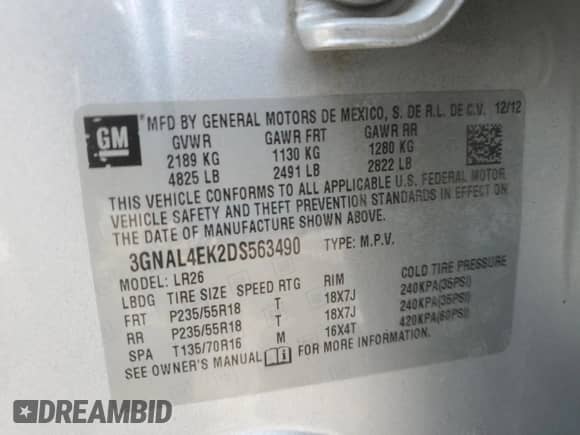 GM
MFD BY GENERAL MOTORS DE MEXICO, S. DE R.L. DE C.V. 12/12
GVWR GAWR FRT GAWR RR
2189 KG 1130 KG 1280 KG
4825 LB 2491 LB 2822 LB
THIS VEHICLE CONFORMS TO ALL APPLICABLE U.S. FEDERAL MOTOR
VEHICLE SAFETY AND THEFT PREVENTION STANDARDS IN EFFECT ON
THE DATE OF MANUFACTURE SHOWN ABOVE.
3GNAL4EK2DS563490 TYPE: M.P.V.
MODEL: LR26
LBDG TIRE SIZE SPEED RTG RIM COLD TIRE PRESSURE
FRT P235/55R18 T 18X7J 240KPA(35PSI)
RR P235/55R18 T 18X7J 240KPA(35PSI)
SPA T135/70R16 M 16X4T 420KPA(60PSI)
SEE OWNER'S MANUAL FOR MORE INFORMATION.
DREAMBID